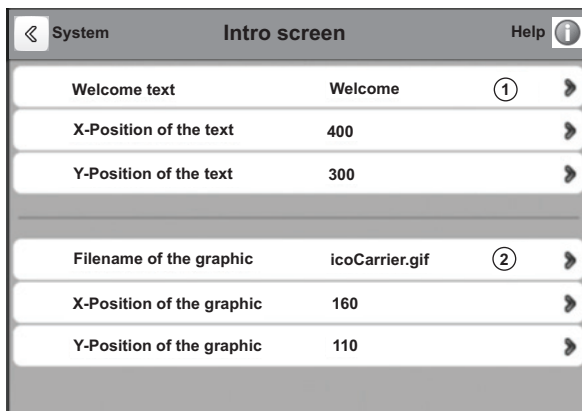 System Intro screen Help
Welcome text Welcome 1
X-Position of the text 400
Y-Position of the text 300
Filename of the graphic icoCarrier.gif 2
X-Position of the graphic 160
Y-Position of the graphic 110